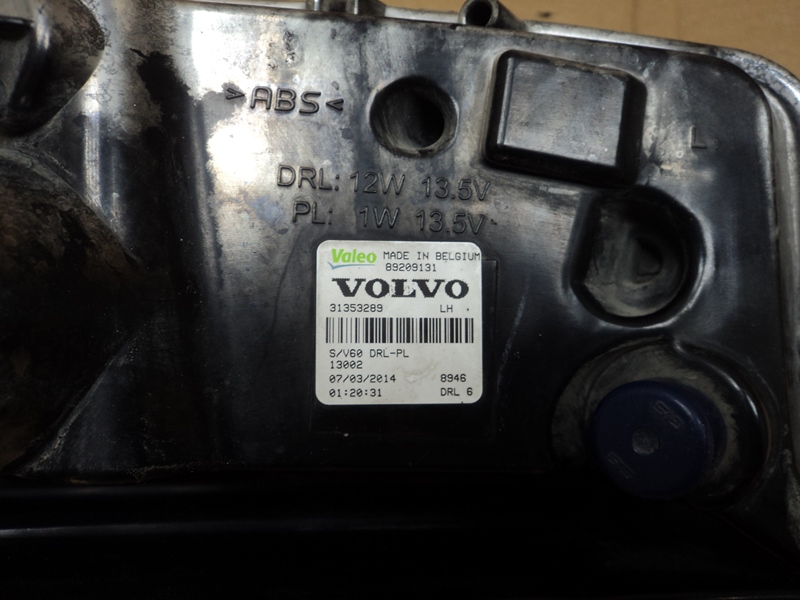 >ABS<
L
DRL: 12W 13,5V
PL: 1W 13,5V
Valeo MADE IN BELGIUM
89209131
VOLVO
31353289 LH
S/V60 DRL-PL
13002
07/03/2014 8946
01:20:31 DRL 6